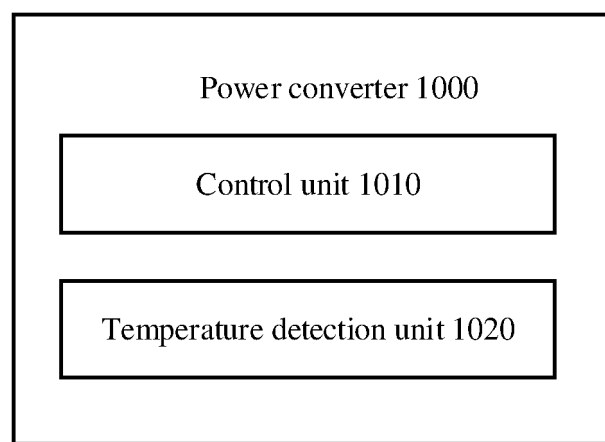 Power converter 1000
Control unit 1010
Temperature detection unit 1020